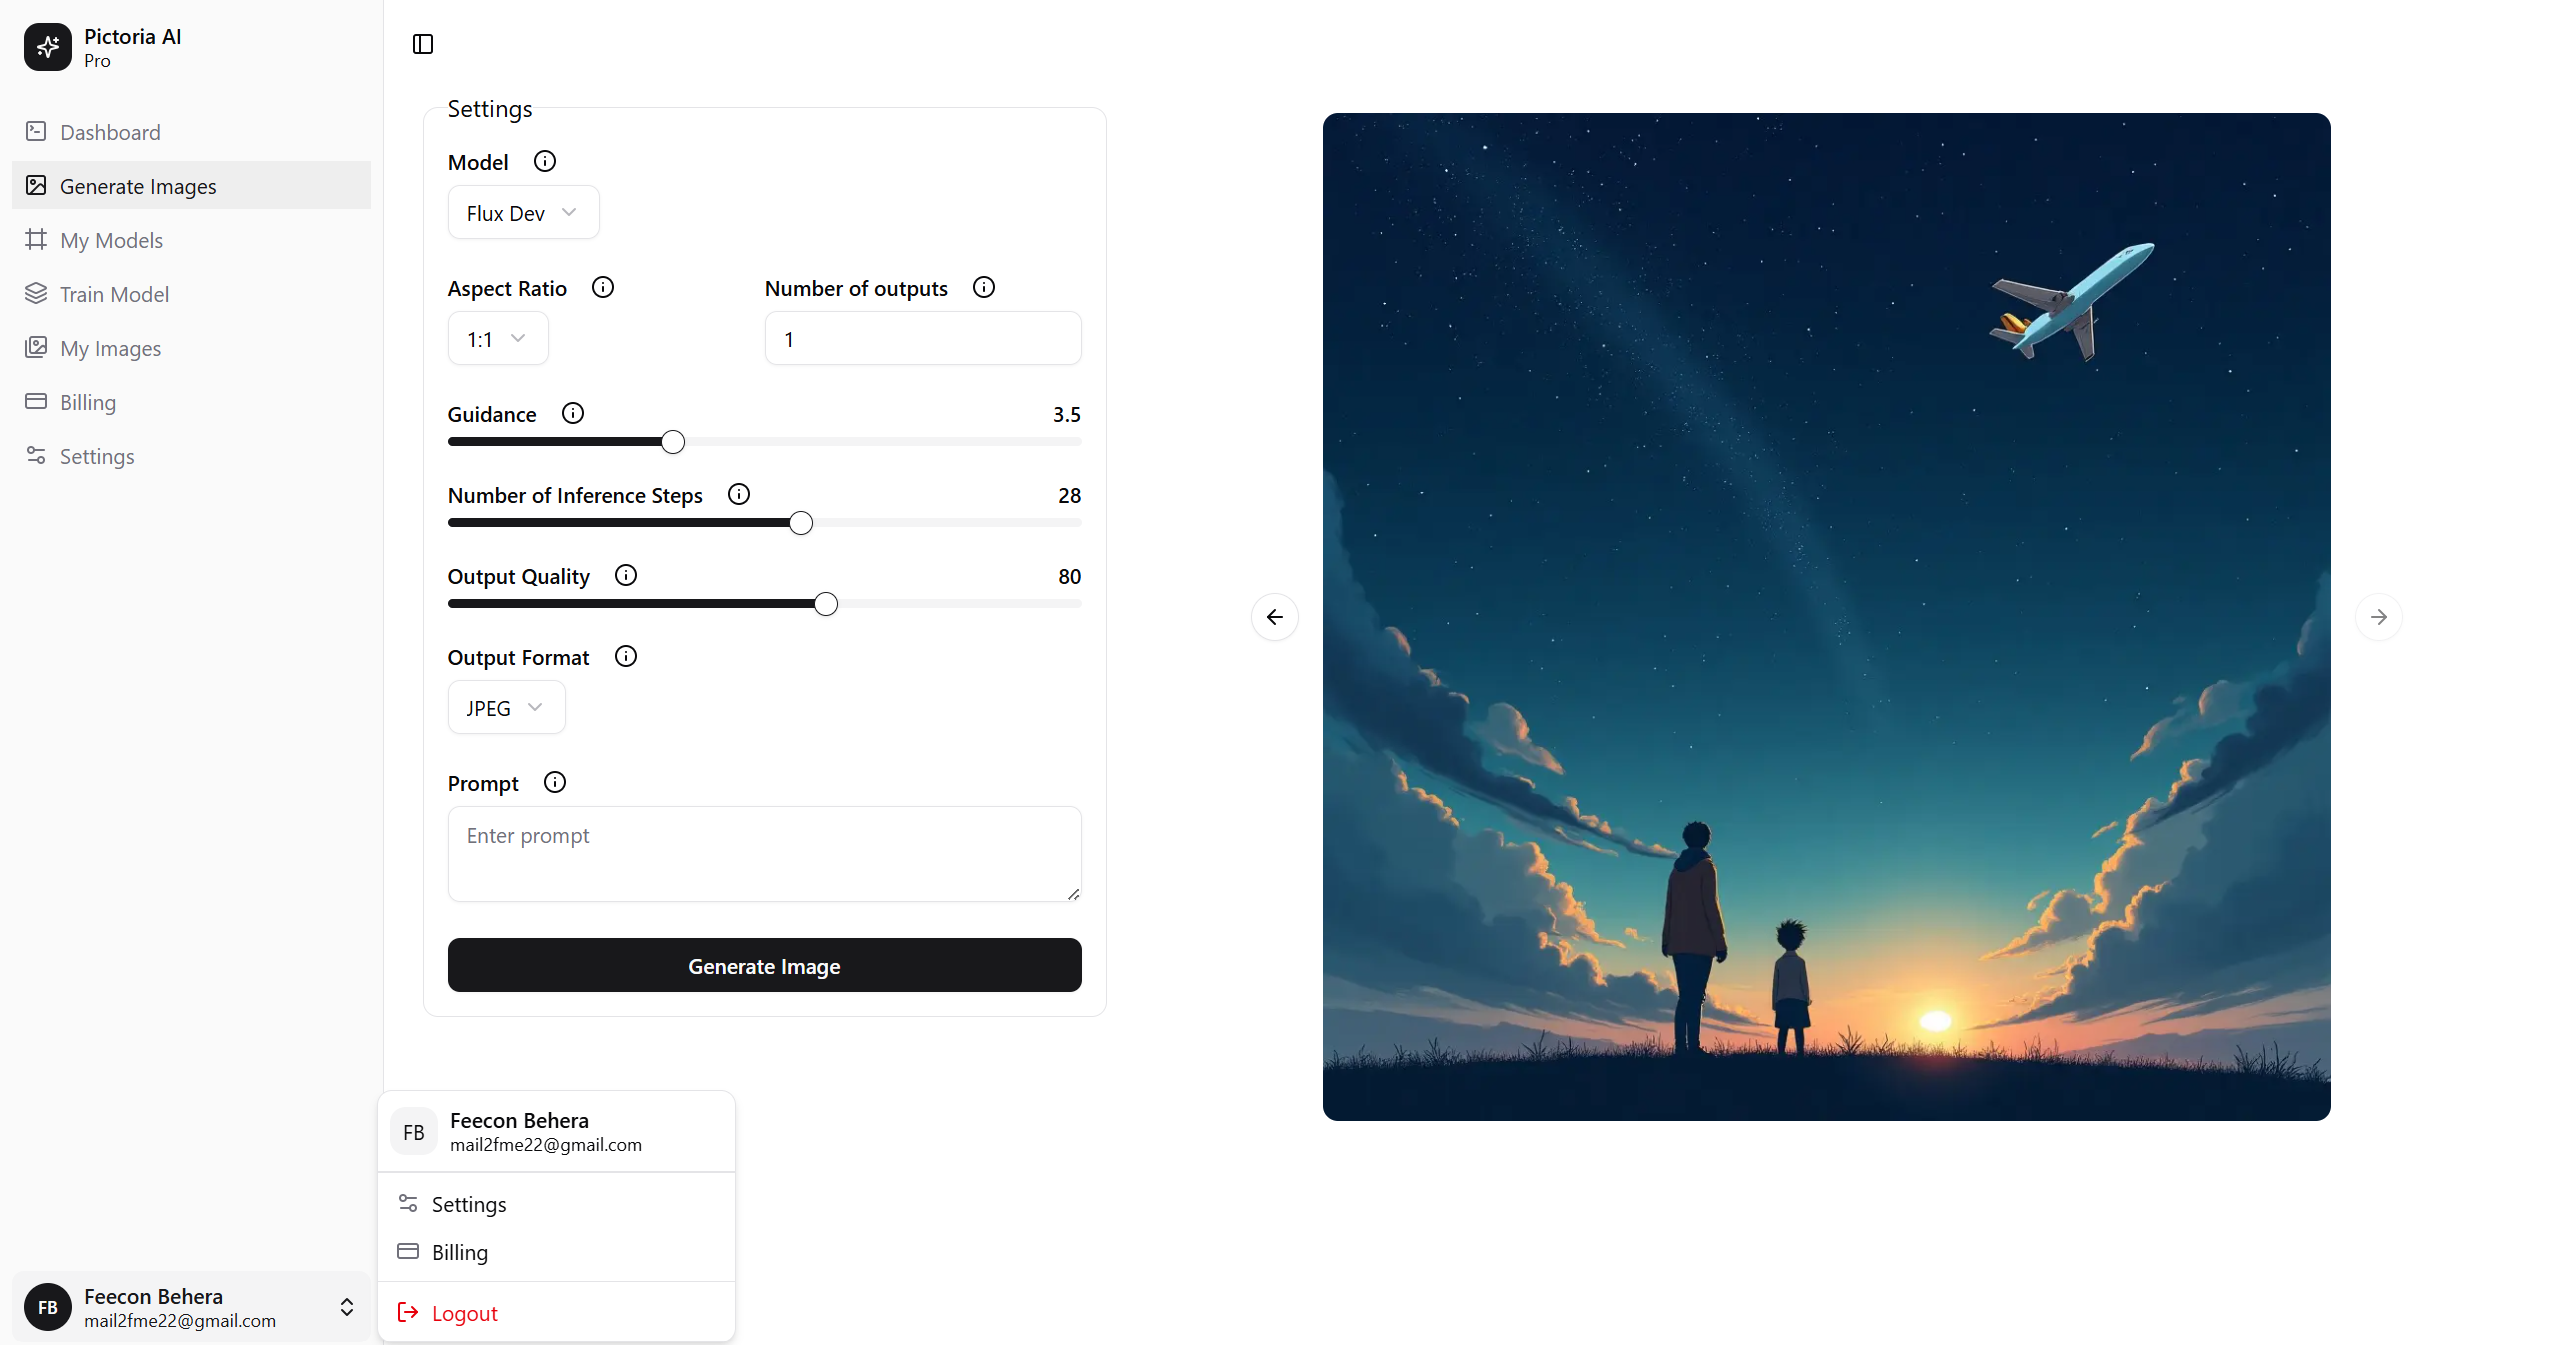 Pictoria AI
Pro
Dashboard
Generate Images
My Models
Train Model
My Images
Billing
Settings
Feecon Behera
mail2fme22@gmail.com
FB
Settings
Model
Flux Dev
Aspect Ratio
Number of outputs
1:1
1
Guidance
3.5
Number of Inference Steps
28
Output Quality
80
Output Format
JPEG
Prompt
Enter prompt
Generate Image
FB
Feecon Behera
mail2fme22@gmail.com
Settings
Billing
Logout